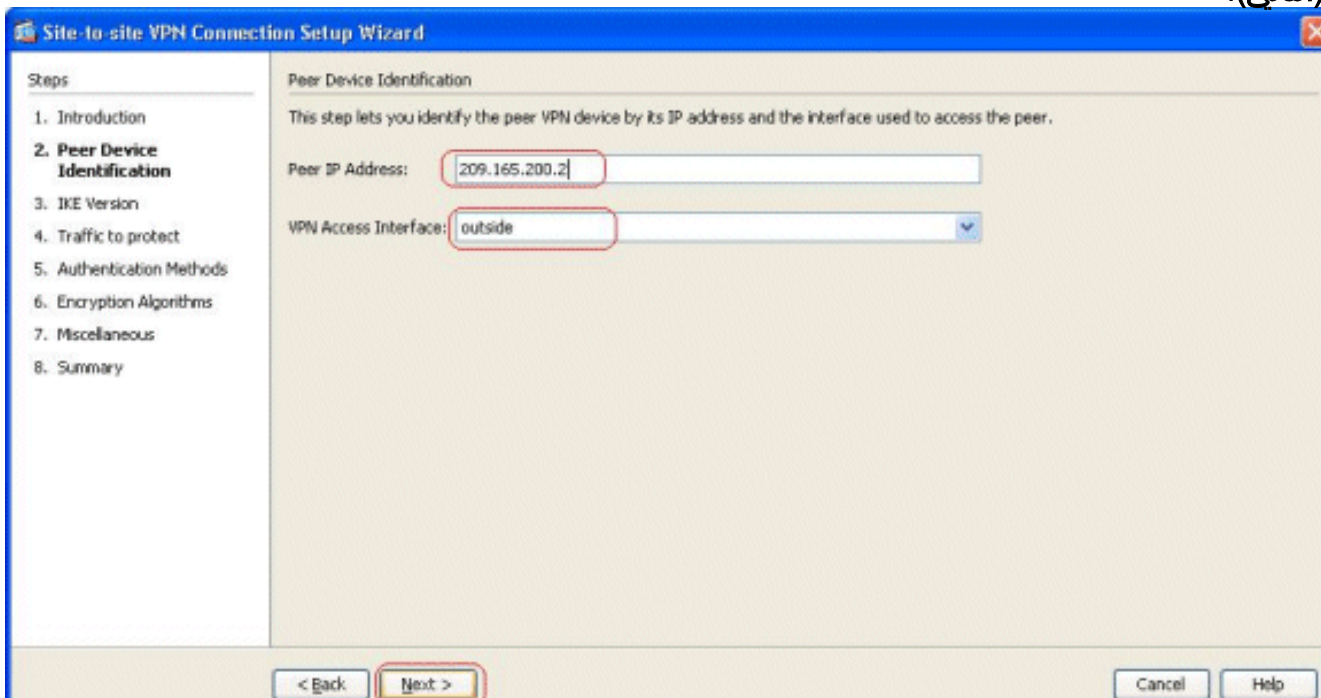 Site-to-site VPN Connection Setup Wizard
Steps
1. Introduction
2. Peer Device
Identification
3. IKE Version
4. Traffic to protect
5. Authentication Methods
6. Encryption Algorithms
7. Miscellaneous
8. Summary
Peer Device Identification
This step lets you identify the peer VPN device by its IP address and the interface used to access the peer.
Peer IP Address: 209.165.200.2
VPN Access Interface: outside
< Back Next > Cancel Help